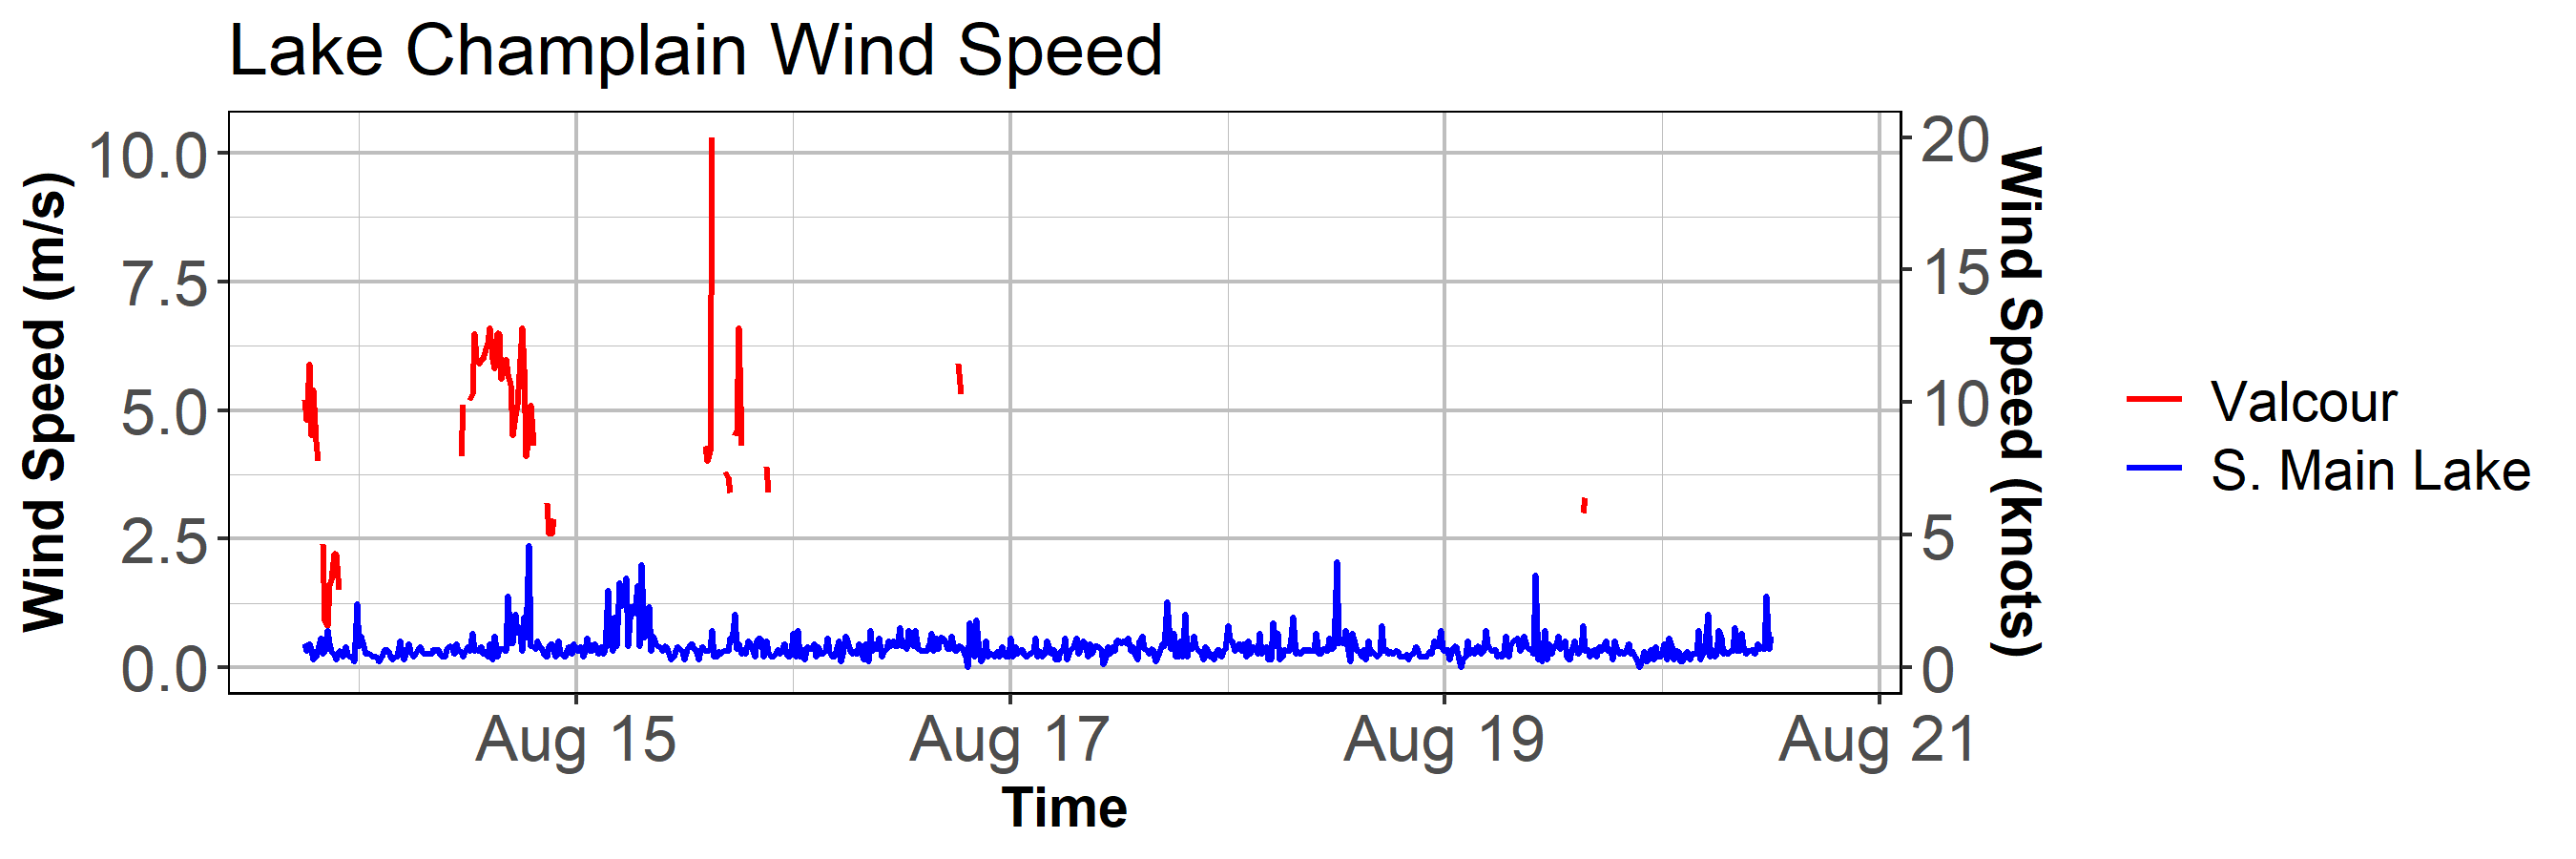 Lake Champlain Wind Speed
Wind Speed (m/s)
10.0
7.5
5.0
2.5
0.0
20
15
10
5
0
Wind Speed (knots)
Aug 15
Aug 17
Aug 19
Aug 21
Time
Valcour
S. Main Lake